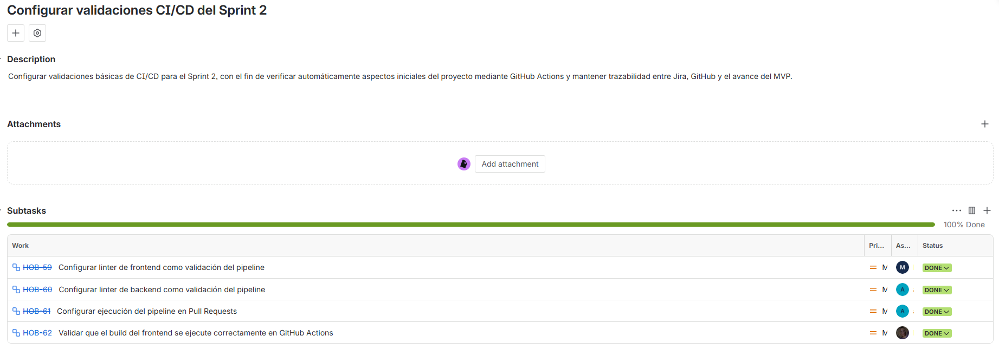 Configurar validaciones CI/CD del Sprint 2
Description
Configurar validaciones básicas de CI/CD para el Sprint 2, con el fin de verificar automáticamente aspectos iniciales del proyecto mediante GitHub Actions y mantener trazabilidad entre Jira, GitHub y el avance del MVP.
Attachments
Add attachment
Subtasks
100% Done
Work Pri... As... Status
HOB-59 Configurar linter de frontend como validación del pipeline M M DONE
HOB-60 Configurar linter de backend como validación del pipeline M A DONE
HOB-61 Configurar ejecución del pipeline en Pull Requests M A DONE
HOB-62 Validar que el build del frontend se ejecute correctamente en GitHub Actions M DONE